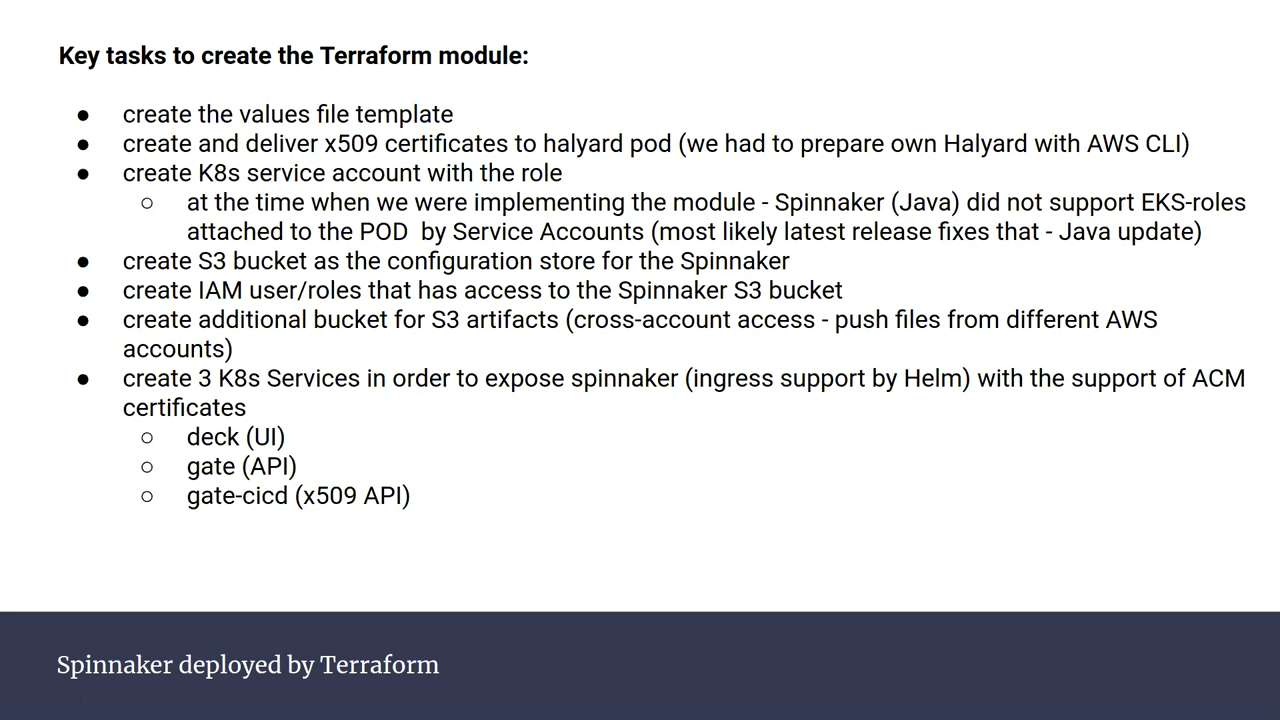 Key tasks to create the Terraform module:
● create the values file template
● create and deliver x509 certificates to halyard pod (we had to prepare own Halyard with AWS CLI)
● create K8s service account with the role
○ at the time when we were implementing the module - Spinnaker (Java) did not support EKS-roles
attached to the POD  by Service Accounts (most likely latest release fixes that - Java update)
● create S3 bucket as the configuration store for the Spinnaker
● create IAM user/roles that has access to the Spinnaker S3 bucket
● create additional bucket for S3 artifacts (cross-account access - push files from different AWS
accounts)
● create 3 K8s Services in order to expose spinnaker (ingress support by Helm) with the support of ACM
certificates
○ deck (UI)
○ gate (API)
○ gate-cicd (x509 API)
Spinnaker deployed by Terraform